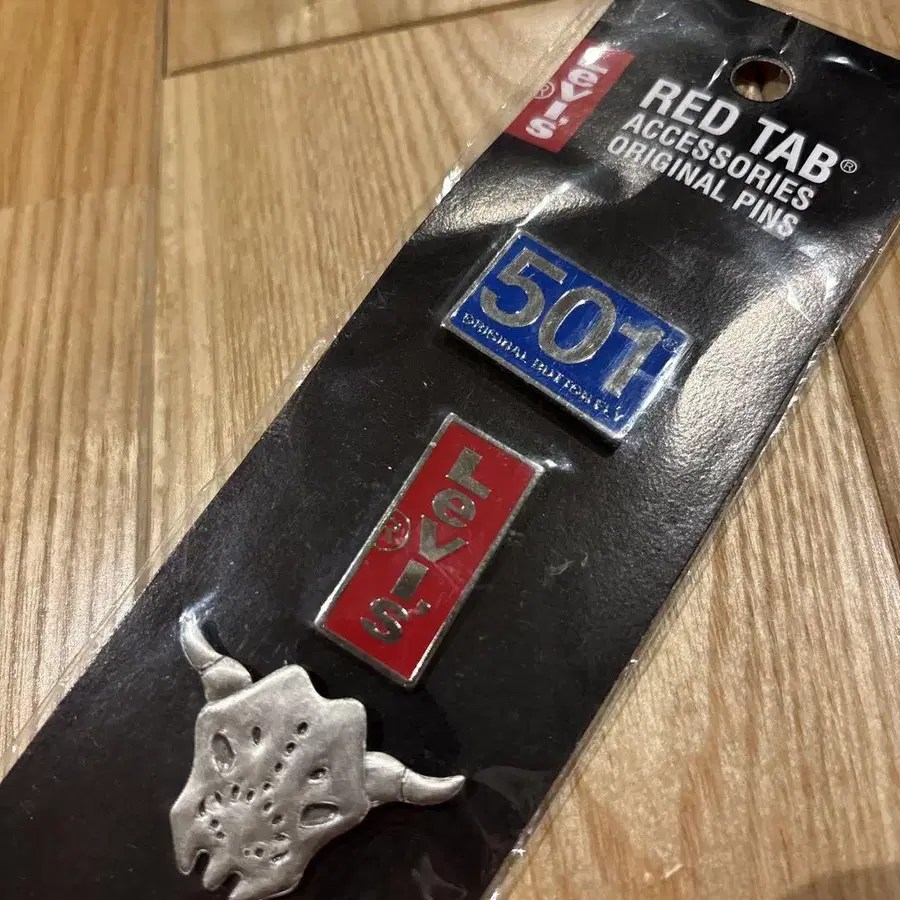 Levi's
®
RED TAB®
ACCESSORIES
ORIGINAL PINS
501®
ORIGINAL BUTTON FLY
Levi's
®